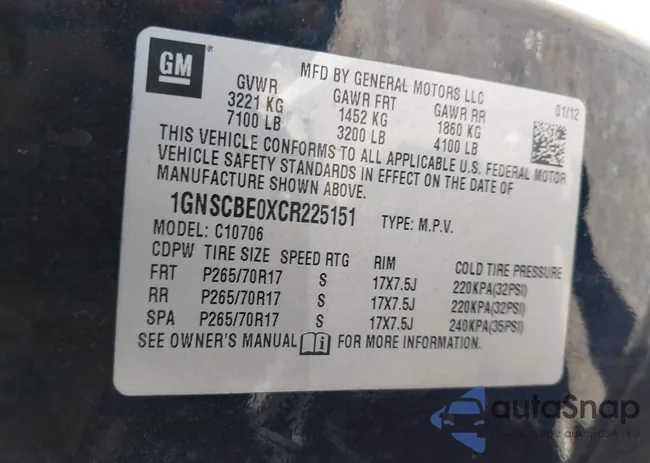 GM
MFD BY GENERAL MOTORS LLC
GVWR GAWR FRT GAWR RR 01/12
3221 KG 1452 KG 1860 KG
7100 LB 3200 LB 4100 LB
THIS VEHICLE CONFORMS TO ALL APPLICABLE U.S. FEDERAL MOTOR
VEHICLE SAFETY STANDARDS IN EFFECT ON THE DATE OF
MANUFACTURE SHOWN ABOVE.
1GNSCBE0XCR225151 TYPE: M.P.V.
MODEL: C10706
CDPW TIRE SIZE SPEED RTG RIM COLD TIRE PRESSURE
FRT P265/70R17 S 17X7.5J 220KPA(32PSI)
RR P265/70R17 S 17X7.5J 220KPA(32PSI)
SPA P265/70R17 S 17X7.5J 240KPA(35PSI)
SEE OWNER'S MANUAL FOR MORE INFORMATION.
autoSnap